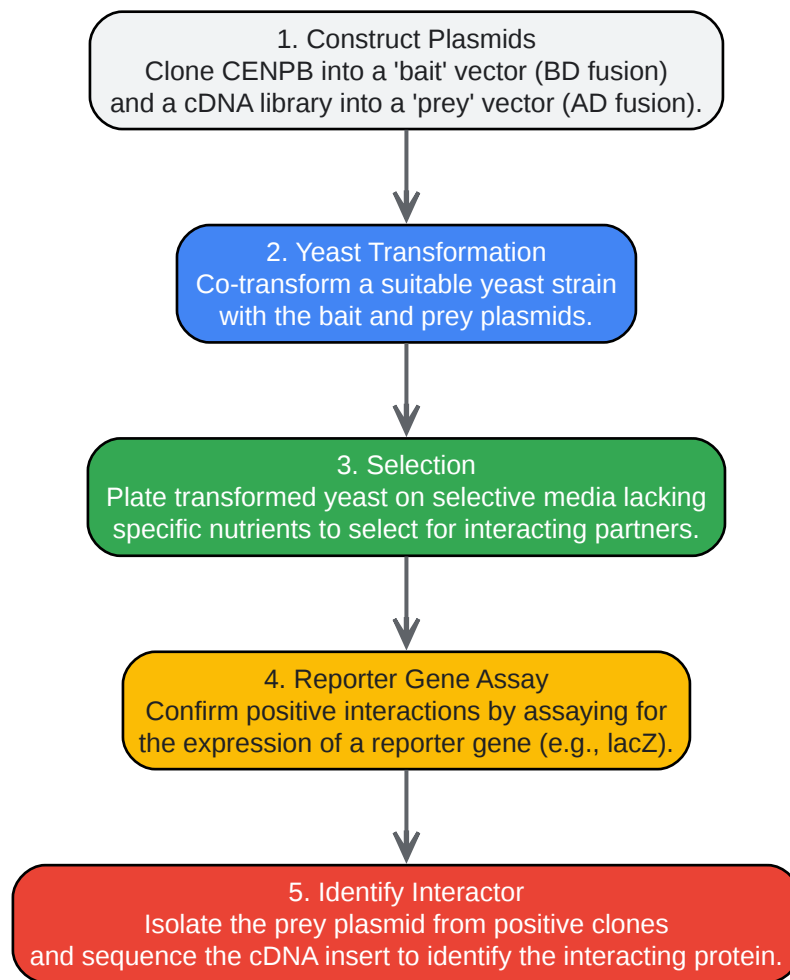 1. Construct Plasmids
Clone CENPB into a 'bait' vector (BD fusion)
and a cDNA library into a 'prey' vector (AD fusion).
2. Yeast Transformation
Co-transform a suitable yeast strain
with the bait and prey plasmids.
3. Selection
Plate transformed yeast on selective media lacking
specific nutrients to select for interacting partners.
4. Reporter Gene Assay
Confirm positive interactions by assaying for
the expression of a reporter gene (e.g., lacZ).
5. Identify Interactor
Isolate the prey plasmid from positive clones
and sequence the cDNA insert to identify the interacting protein.